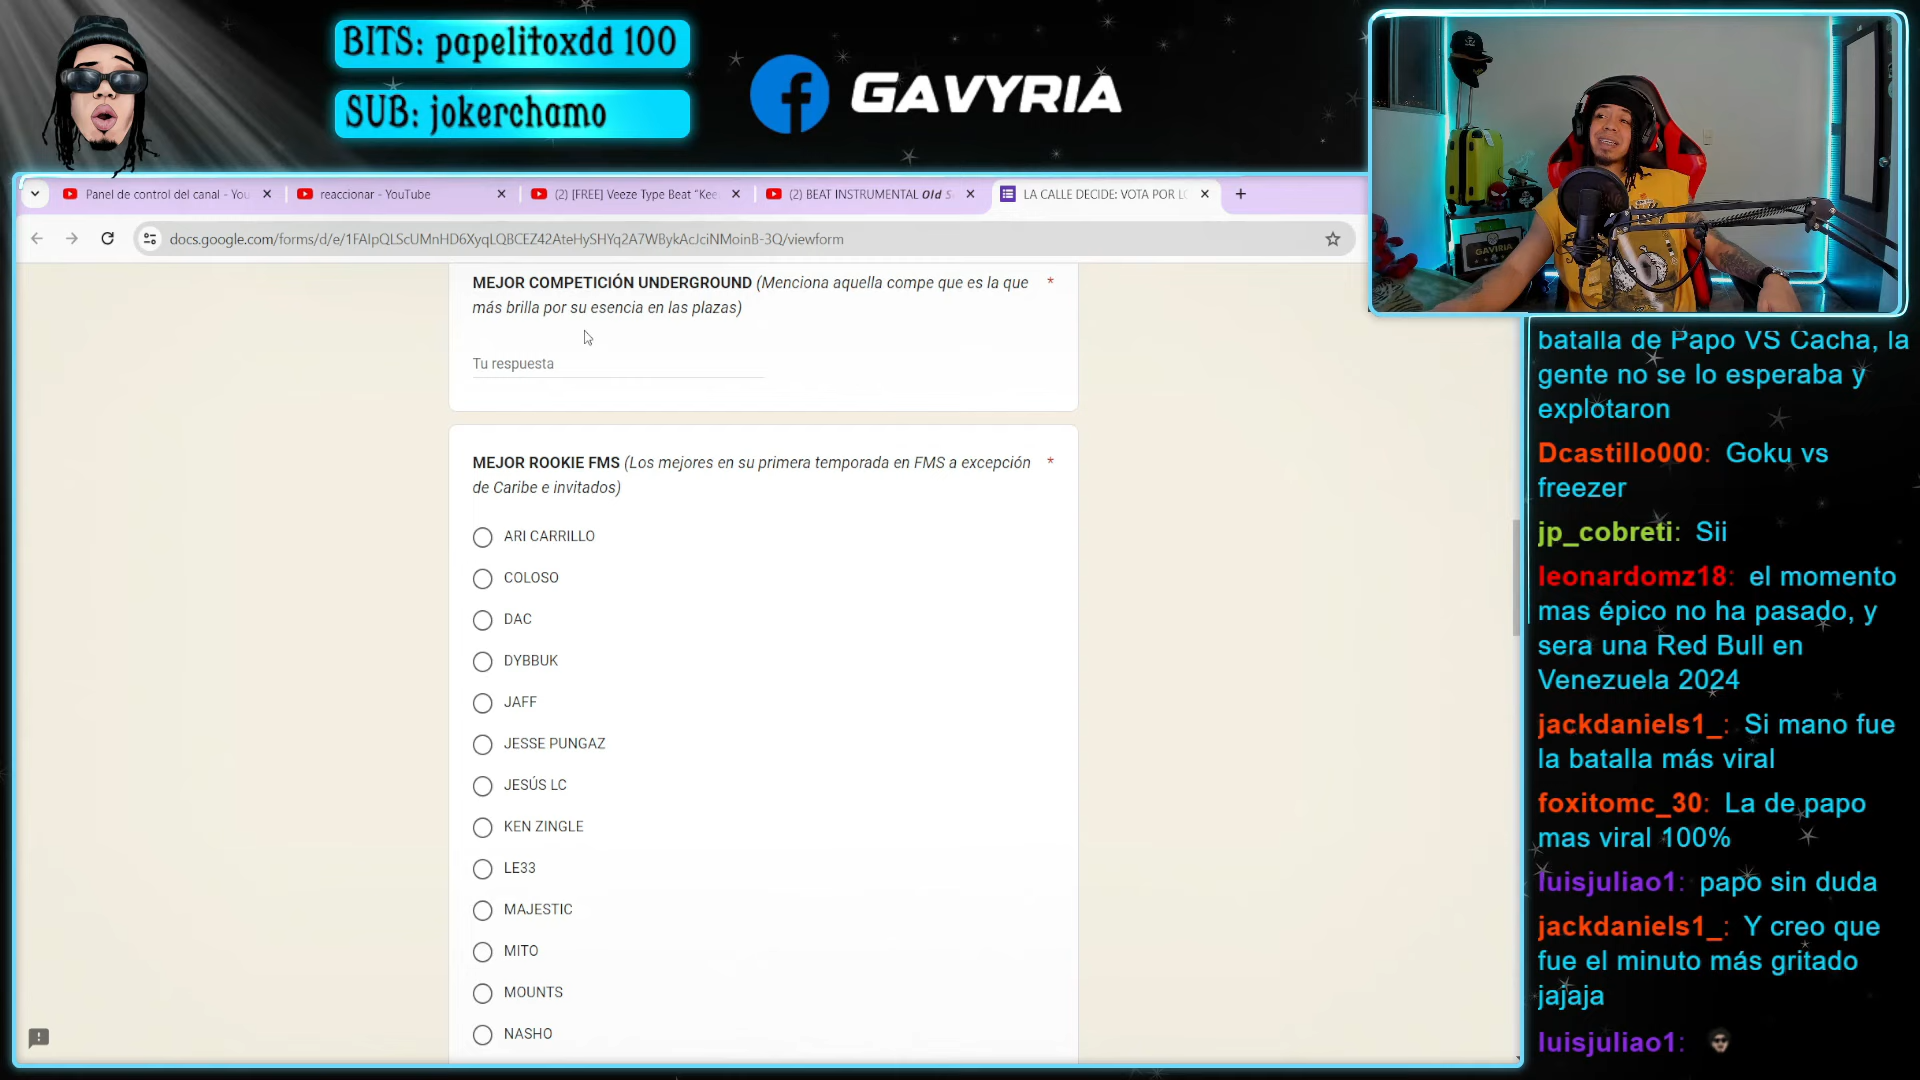 BITS: papelitoxdd 100
SUB: jokerchamo
GAVYRIA
Panel de control del canal - You
reaccionar - YouTube
(2) [FREE] Veeze Type Beat "Kee
(2) BEAT INSTRUMENTAL Old S
LA CALLE DECIDE: VOTA POR LO
docs.google.com/forms/d/e/1FAIpQLScUMnHD6XyqLQBCEZ42AteHySHYq2A7WBykAcJciNMoinB-3Q/viewform
MEJOR COMPETICIÓN UNDERGROUND (Menciona aquella compe que es la que *
más brilla por su esencia en las plazas)
Tu respuesta
MEJOR ROOKIE FMS (Los mejores en su primera temporada en FMS a excepción *
de Caribe e invitados)
ARI CARRILLO
COLOSO
DAC
DYBBUK
JAFF
JESSE PUNGAZ
JESÚS LC
KEN ZINGLE
LE33
MAJESTIC
MITO
MOUNTS
NASHO
GAVIRIA
batalla de Papo VS Cacha, la
gente no se lo esperaba y
explotaron
Dcastillo000: Goku vs
freezer
jp_cobreti: Sii
leonardomz18: el momento
mas épico no ha pasado, y
sera una Red Bull en
Venezuela 2024
jackdaniels1_: Si mano fue
la batalla más viral
foxitomc_30: La de papo
mas viral 100%
luisjuliao1: papo sin duda
jackdaniels1_: Y creo que
fue el minuto más gritado
jajaja
luisjuliao1: